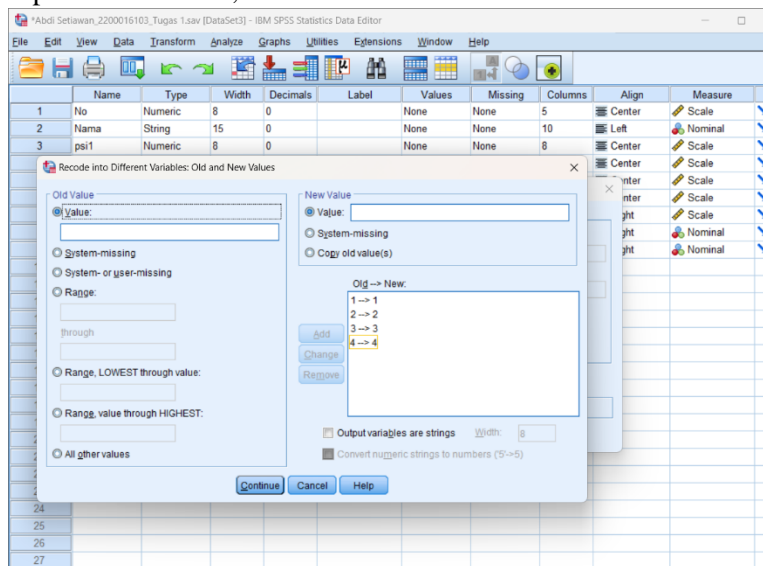 *Abdi Setiawan_2200016103_Tugas 1.sav [DataSet3] - IBM SPSS Statistics Data Editor
File Edit View Data Transform Analyze Graphs Utilities Extensions Window Help
Name Type Width Decimals Label Values Missing Columns Align Measure
1 No Numeric 8 0 None None 5 Center Scale
2 Nama String 15 0 None None 10 Left Nominal
3 psi1 Numeric 8 0 None None 8 Center Scale
Center Scale
Recode into Different Variables: Old and New Values
nter Scale
nter Scale
ght Scale
ght Nominal
ght Nominal
Old Value
Value:
System-missing
System- or user-missing
Range:
through
Range, LOWEST through value:
Range, value through HIGHEST:
All other values
New Value
Value:
System-missing
Copy old value(s)
Old --> New:
1 --> 1
2 --> 2
3 --> 3
4 --> 4
Add
Change
Remove
Output variables are strings Width: 8
Convert numeric strings to numbers ('5'->5)
Continue Cancel Help
24
25
26
27